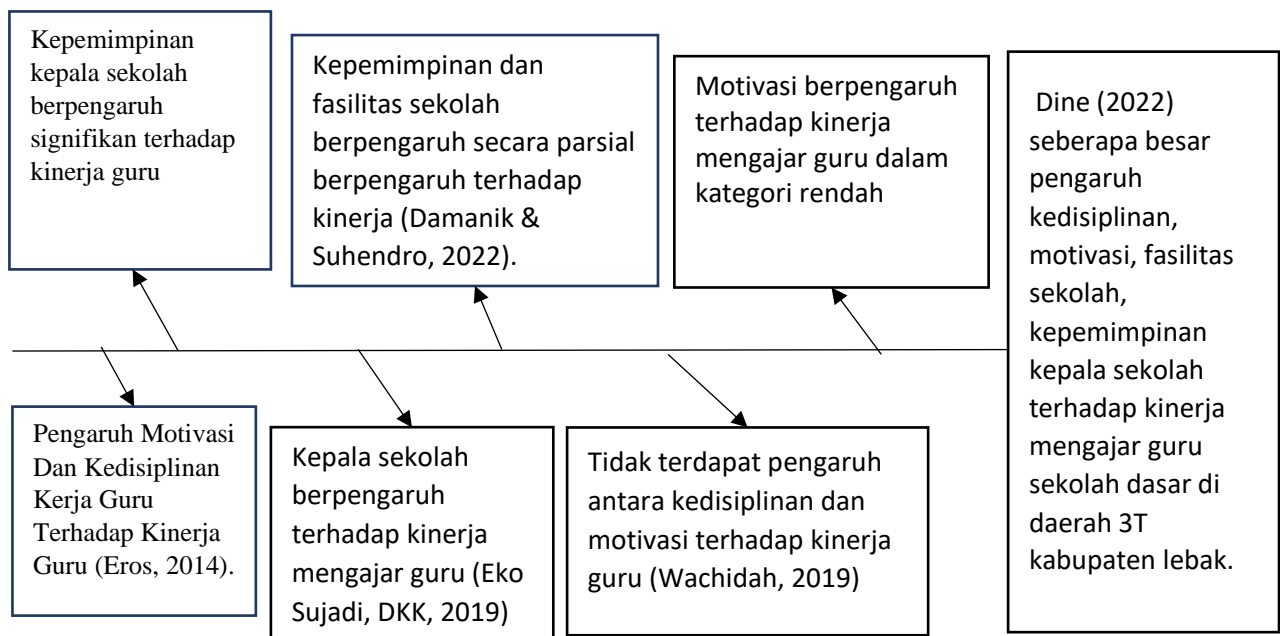 Kepemimpinan
kepala sekolah
berpengaruh
signifikan terhadap
kinerja guru
Kepemimpinan dan
fasilitas sekolah
berpengaruh secara parsial
berpengaruh terhadap
kinerja (Damanik &
Suhendro, 2022).
Motivasi berpengaruh
terhadap kinerja
mengajar guru dalam
kategori rendah
Dine (2022)
seberapa besar
pengaruh
kedisiplinan,
motivasi, fasilitas
sekolah,
kepemimpinan
kepala sekolah
terhadap kinerja
mengajar guru
sekolah dasar di
daerah 3T
kabupaten lebak.
Pengaruh Motivasi
Dan Kedisiplinan
Kerja Guru
Terhadap Kinerja
Guru (Eros, 2014).
Kepala sekolah
berpengaruh
terhadap kinerja
mengajar guru (Eko
Sujadi, DKK, 2019)
Tidak terdapat pengaruh
antara kedisiplinan dan
motivasi terhadap kinerja
guru (Wachidah, 2019)